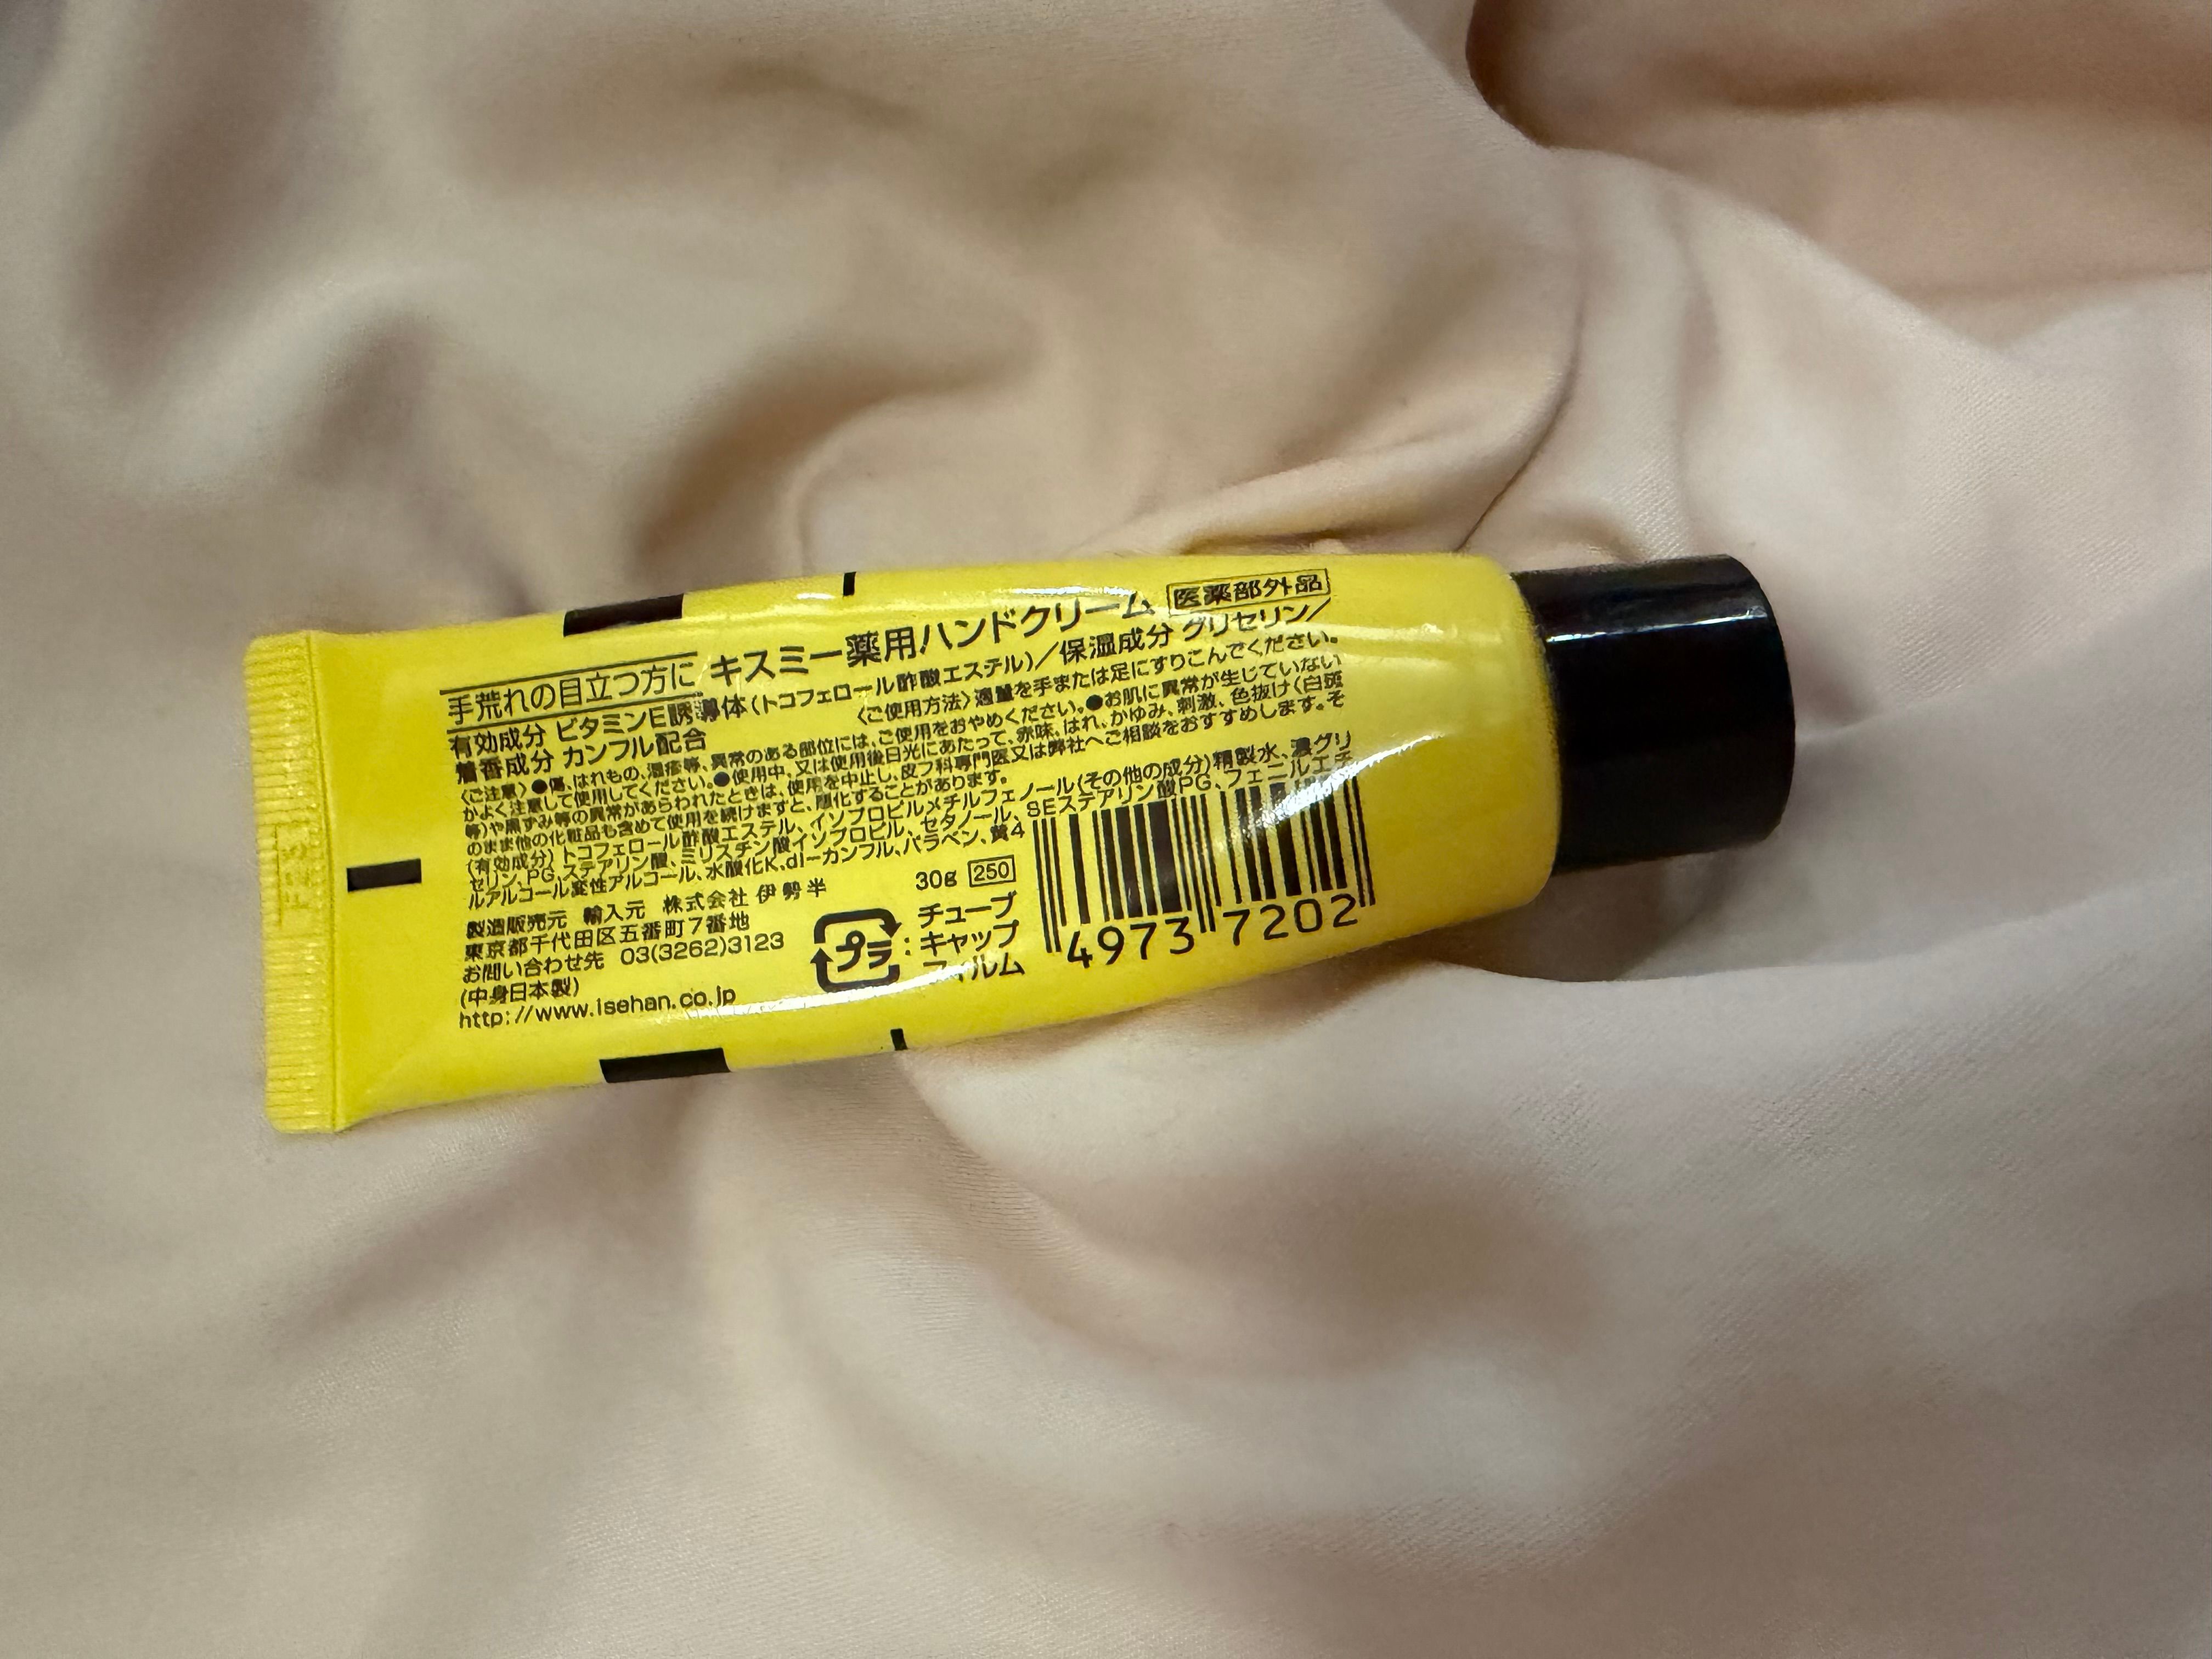 手荒れの目立つ方に キスミー薬用ハンドクリーム 医薬部外品
有効成分 ビタミンE誘導体(トコフェロール酢酸エステル)／保湿成分 グリセリン／
着香成分 カンフル配合 〈ご使用方法〉適量を手または足にすりこんでください。
〈ご注意〉●傷、はれもの、湿疹等、異常のある部位には、ご使用をおやめください。●お肌に異常が生じていない
かよく注意して使用してください。●使用中、又は使用後日光にあたって、赤味、はれ、かゆみ、刺激、色抜け(白斑
等)や黒ずみ等の異常があらわれたときは、使用を中止し、皮フ科専門医又は弊社へご相談をおすすめします。そ
のまま他の化粧品も含めて使用を続けますと、悪化することがあります。
(有効成分)トコフェロール酢酸エステル、イソプロピルメチルフェノール(その他の成分)精製水、濃グリ
セリン、PG、ステアリン酸、ミリスチン酸イソプロピル、セタノール、SEステアリン酸PG、フェニルエチ
ルアルコール変性アルコール、水酸化K、dl-カンフル、パラベン、黄4
製造販売元 輸入元 株式会社 伊勢半
東京都千代田区五番町7番地
お問い合わせ先 03(3262)3123
(中身日本製)
http://www.isehan.co.jp
30g 250
プラ : チューブ
キャップ
フィルム
4973 7202